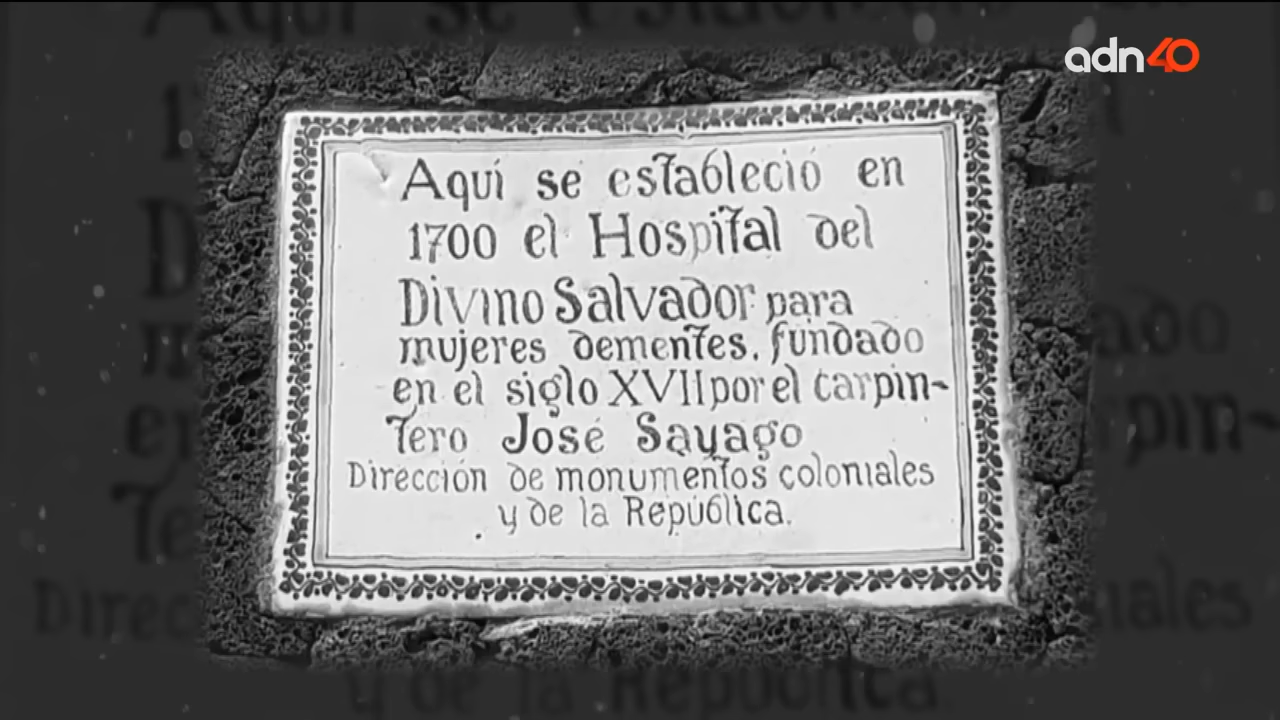 adn40
Aquí se estableció en
1700 el Hospital del
Divino Salvador para
mujeres dementes. fundado
en el siglo XVII por el carpin-
tero José Sayago
Dirección de monumentos coloniales
y de la República.